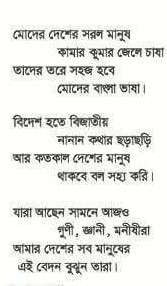 মোদের দেশের সরল মানুষ
কামার কুমার জেলে চাষা
তাদের তরে সহজ হবে
মোদের বাংলা ভাষা।
বিদেশ হতে বিজাতীয়
নানান কথার ছড়াছড়ি
আর কতকাল দেশের মানুষ
থাকবে বল সহ্য করি।
যারা আছেন সামনে আজও
গুণী, জ্ঞানী, মনীষীরা
আমার দেশের সব মানুষের
এই বেদন বুঝুন তারা।